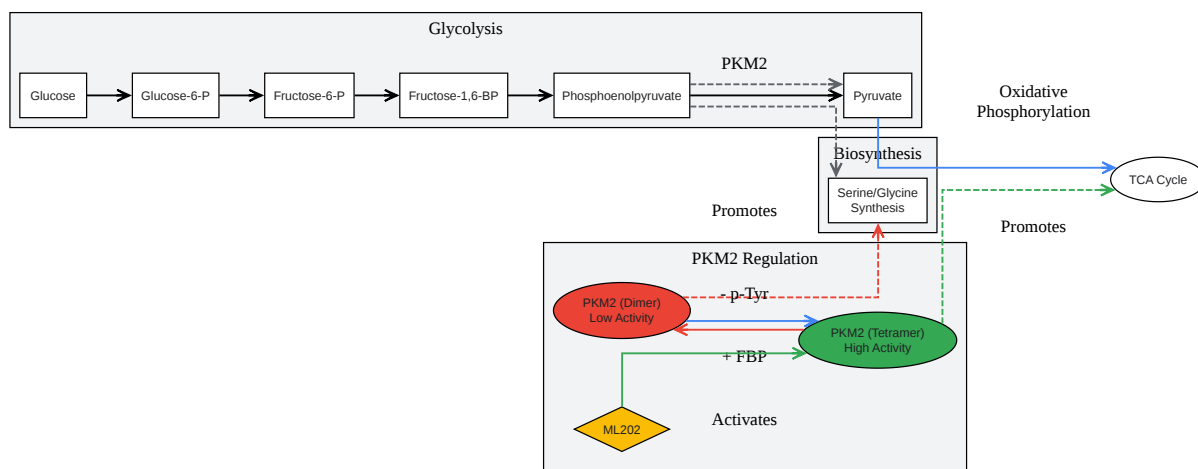 Glycolysis
PKM2
Glucose
Glucose-6-P
Fructose-6-P
Fructose-1,6-BP
Phosphoenolpyruvate
Pyruvate
Oxidative
Phosphorylation
Biosynthesis
Serine/Glycine
Synthesis
TCA Cycle
Promotes
Promotes
PKM2 Regulation
- p-Tyr
PKM2 (Dimer)
Low Activity
PKM2 (Tetramer)
High Activity
+ FBP
ML202
Activates